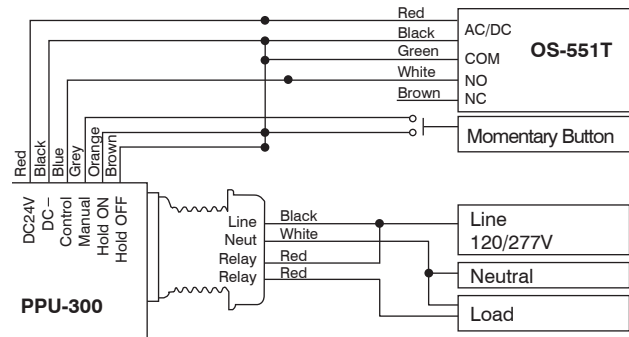 Red
Black
Green
White
Brown
AC/DC
COM
NO
NC
OS-551T
Momentary Button
Red
Black
Blue
Grey
Orange
Brown
DC24V
DC –
Control
Manual
Hold ON
Hold OFF
PPU-300
Line
Neut
Relay
Relay
Black
White
Red
Red
Line
120/277V
Neutral
Load